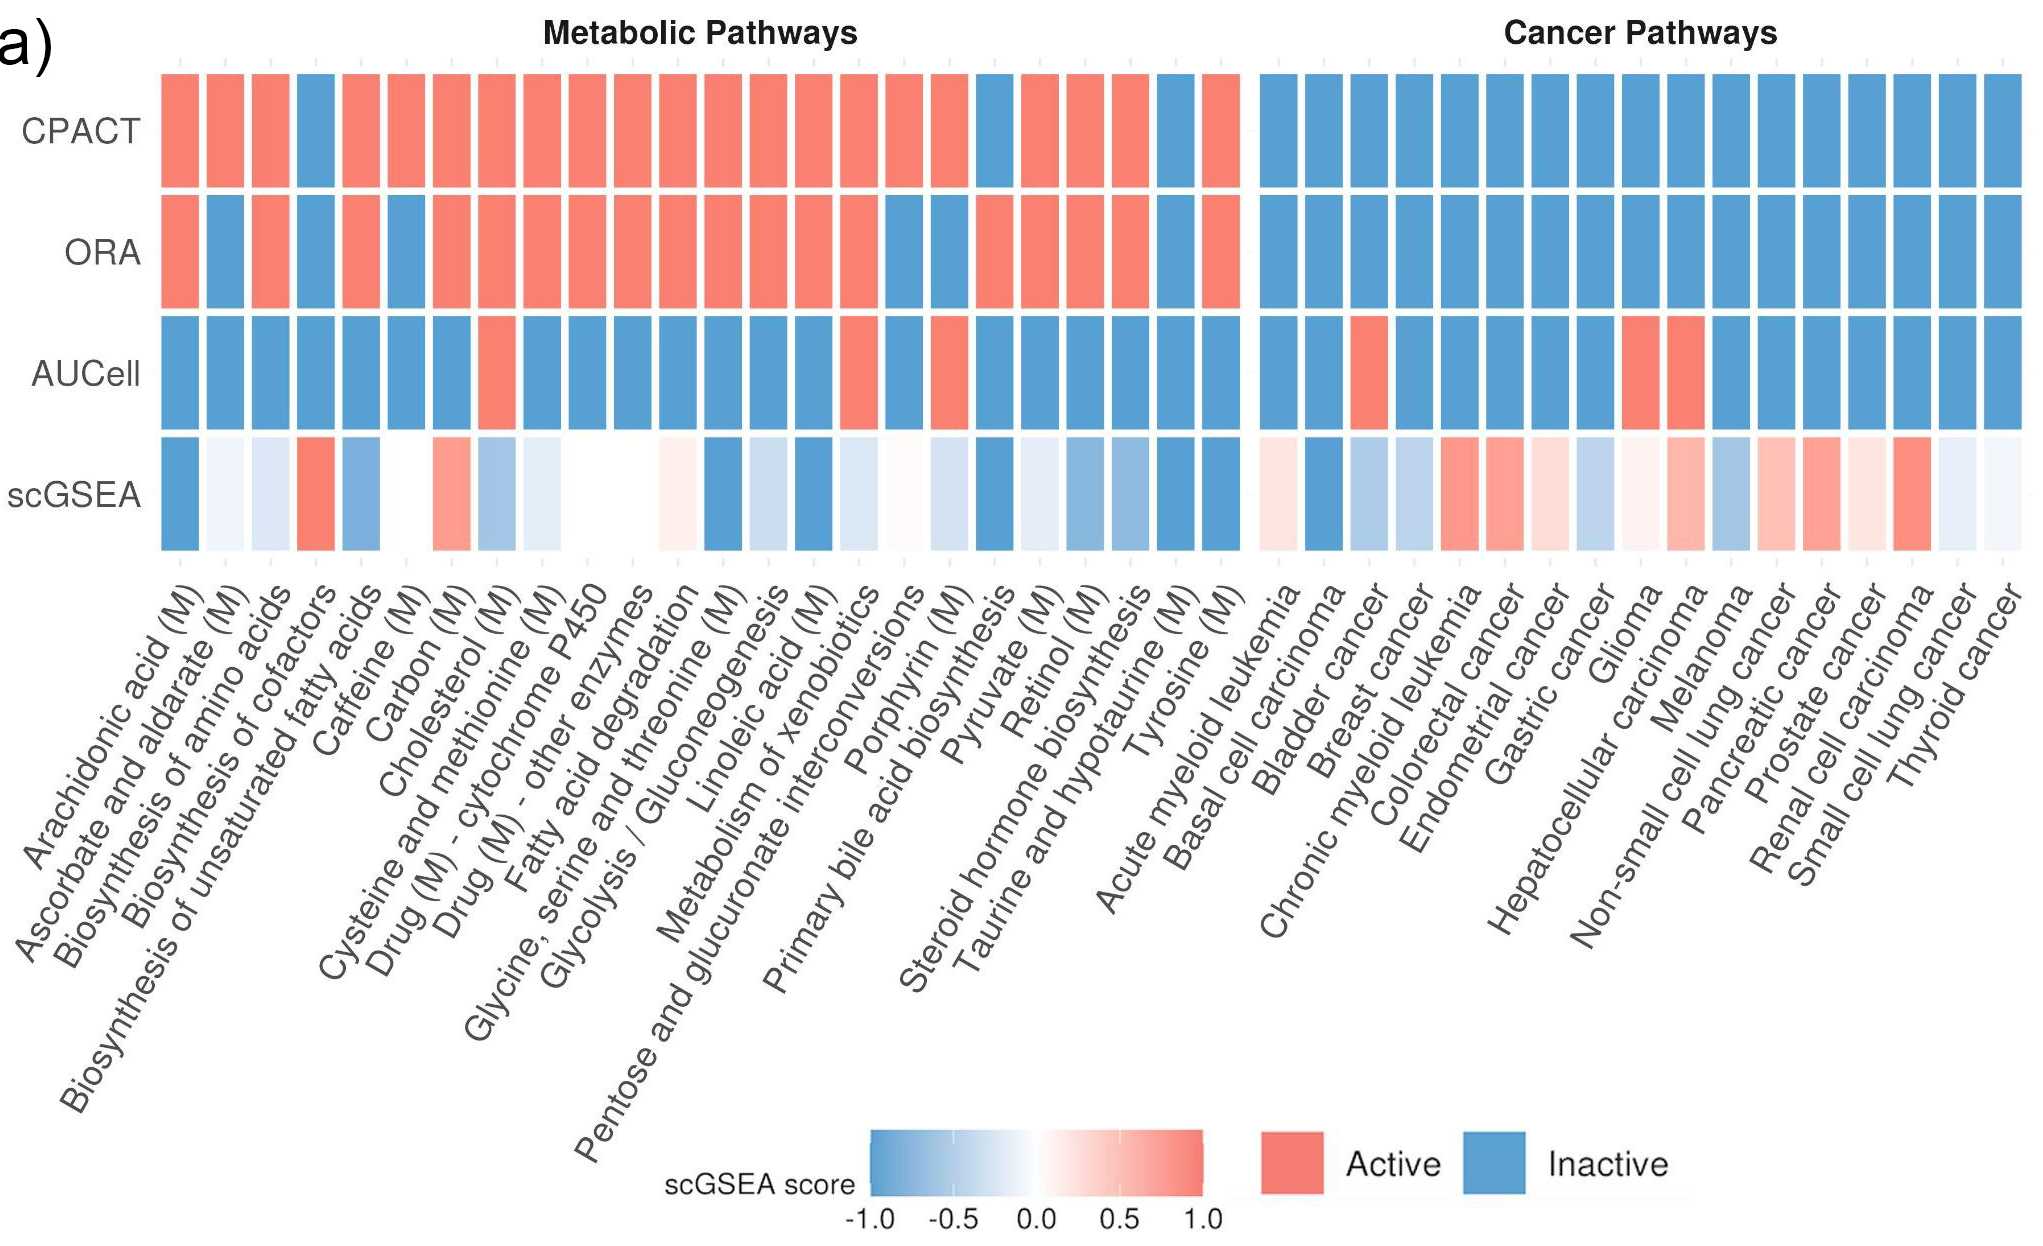 a)
Metabolic Pathways
Cancer Pathways
CPACT
ORA
AUCell
scGSEA
Arachidonic acid (M)
Ascorbate and aldarate (M)
Biosynthesis of amino acids
Biosynthesis of cofactors
Biosynthesis of unsaturated fatty acids
Caffeine (M)
Carbon (M)
Cholesterol (M)
Cysteine and methionine (M)
Drug (M) - cytochrome P450
Drug (M) - other enzymes
Fatty acid degradation
Glycine, serine and threonine (M)
Glycolysis / Gluconeogenesis
Linoleic acid (M)
Metabolism of xenobiotics
Pentose and glucuronate interconversions
Porphyrin (M)
Primary bile acid biosynthesis
Pyruvate (M)
Retinol (M)
Steroid hormone biosynthesis
Taurine and hypotaurine (M)
Tyrosine (M)
Acute myeloid leukemia
Basal cell carcinoma
Bladder cancer
Breast cancer
Chronic myeloid leukemia
Colorectal cancer
Endometrial cancer
Gastric cancer
Glioma
Hepatocellular carcinoma
Melanoma
Non-small cell lung cancer
Pancreatic cancer
Prostate cancer
Renal cell carcinoma
Small cell lung cancer
Thyroid cancer
scGSEA score
-1.0 -0.5 0.0 0.5 1.0
Active
Inactive